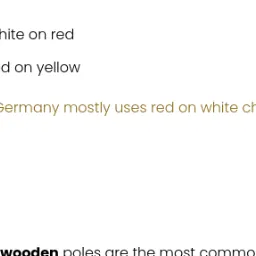 hite on red
d on yellow
Germany mostly uses red on white ch
wooden poles are the most commo